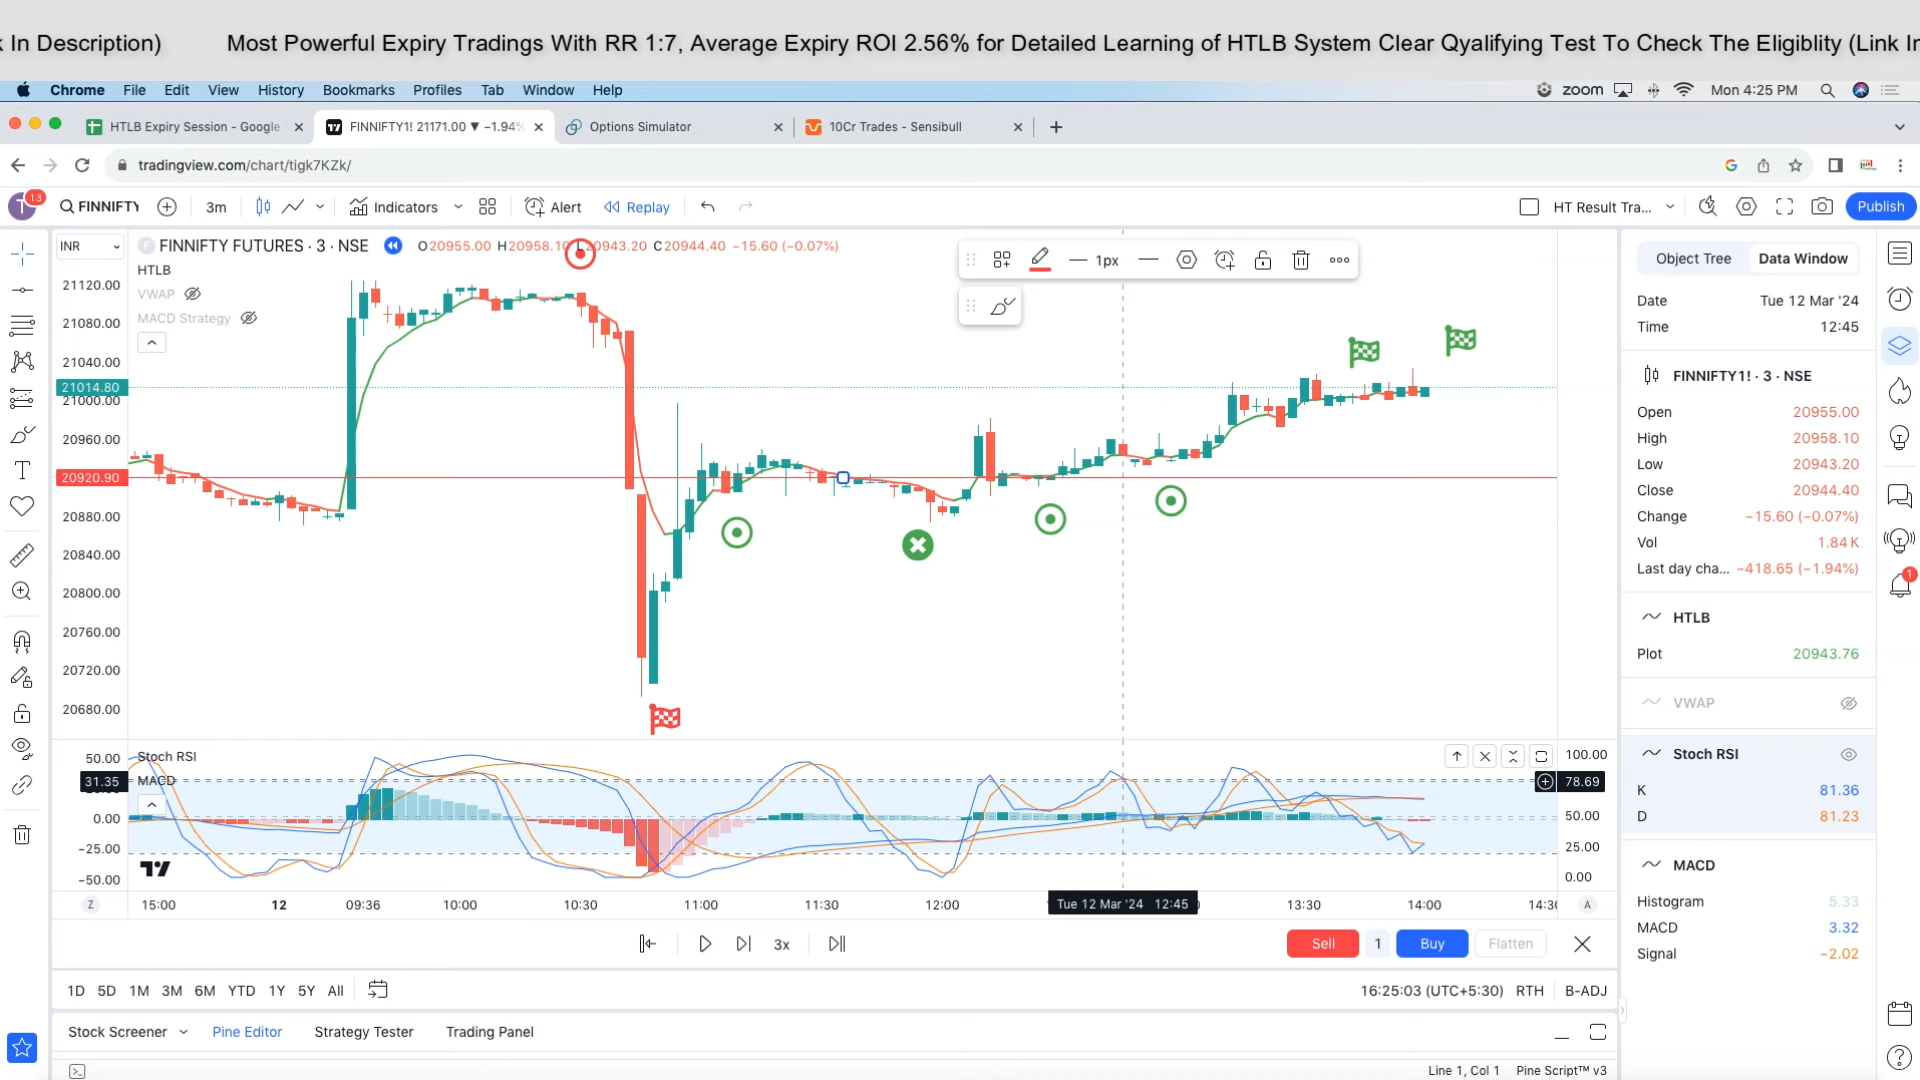 k In Description)
Most Powerful Expiry Tradings With RR 1:7, Average Expiry ROI 2.56% for Detailed Learning of HTLB System Clear Qyalifying Test To Check The Eligiblity (Link In
Chrome File Edit View History Bookmarks Profiles Tab Window Help
zoom Mon 4:25 PM
HTLB Expiry Session - Google
FINNIFTY1! 21171.00 ▼ −1.94%
Options Simulator
10Cr Trades - Sensibull
tradingview.com/chart/tigk7KZk/
T 13 FINNIFTY 3m Indicators Alert Replay
HT Result Tra... Publish
INR
FINNIFTY FUTURES · 3 · NSE
O20955.00 H20958.10 L20943.20 C20944.40 −15.60 (−0.07%)
HTLB
VWAP
MACD Strategy
1px
21120.00
21080.00
21040.00
21014.80
21000.00
20960.00
20920.90
20880.00
20840.00
20800.00
20760.00
20720.00
20680.00
Stoch RSI
MACD
50.00
31.35
0.00
−25.00
−50.00
100.00
78.69
50.00
25.00
0.00
Z 15:00 12 09:36 10:00 10:30 11:00 11:30 12:00 Tue 12 Mar '24 12:45 13:30 14:00 14:30 A
3x
Sell 1 Buy Flatten
1D 5D 1M 3M 6M YTD 1Y 5Y All
16:25:03 (UTC+5:30) RTH B-ADJ
Stock Screener Pine Editor Strategy Tester Trading Panel
Line 1, Col 1 Pine Script™ v3
Object Tree Data Window
Date Tue 12 Mar '24
Time 12:45
FINNIFTY1! · 3 · NSE
Open 20955.00
High 20958.10
Low 20943.20
Close 20944.40
Change −15.60 (−0.07%)
Vol 1.84 K
Last day cha... −418.65 (−1.94%)
HTLB
Plot 20943.76
VWAP
Stoch RSI
K 81.36
D 81.23
MACD
Histogram 5.33
MACD 3.32
Signal −2.02
1